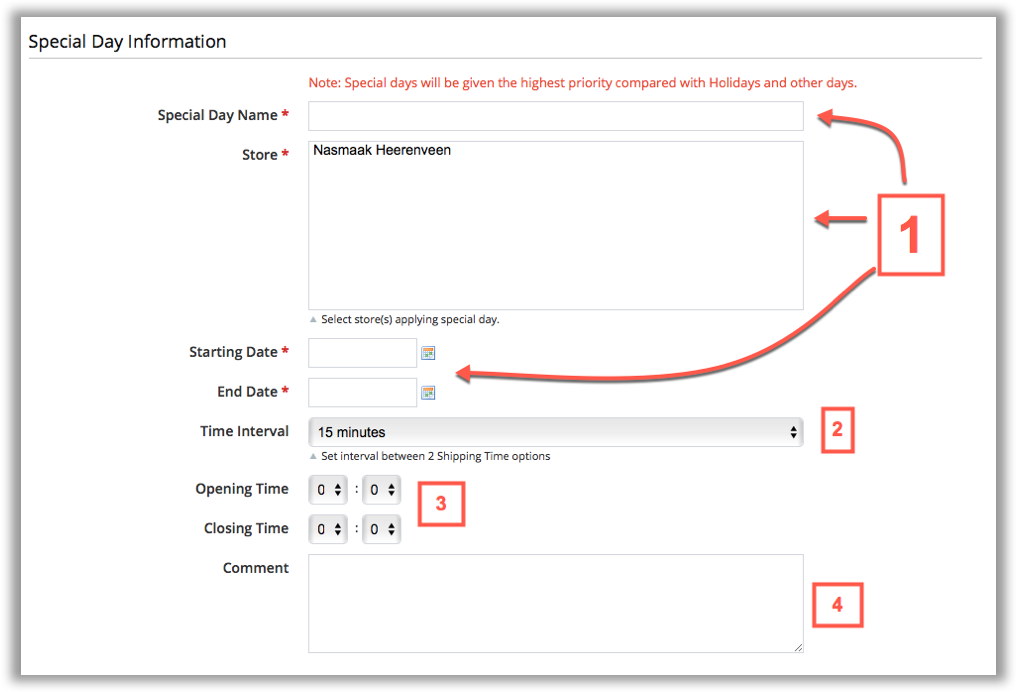 Special Day Information
Note: Special days will be given the highest priority compared with Holidays and other days.
Special Day Name *
Store *
Nasmaak Heerenveen
1
Select store(s) applying special day.
Starting Date *
End Date *
Time Interval
15 minutes
2
Set interval between 2 Shipping Time options
Opening Time
0 : 0
3
Closing Time
0 : 0
Comment
4